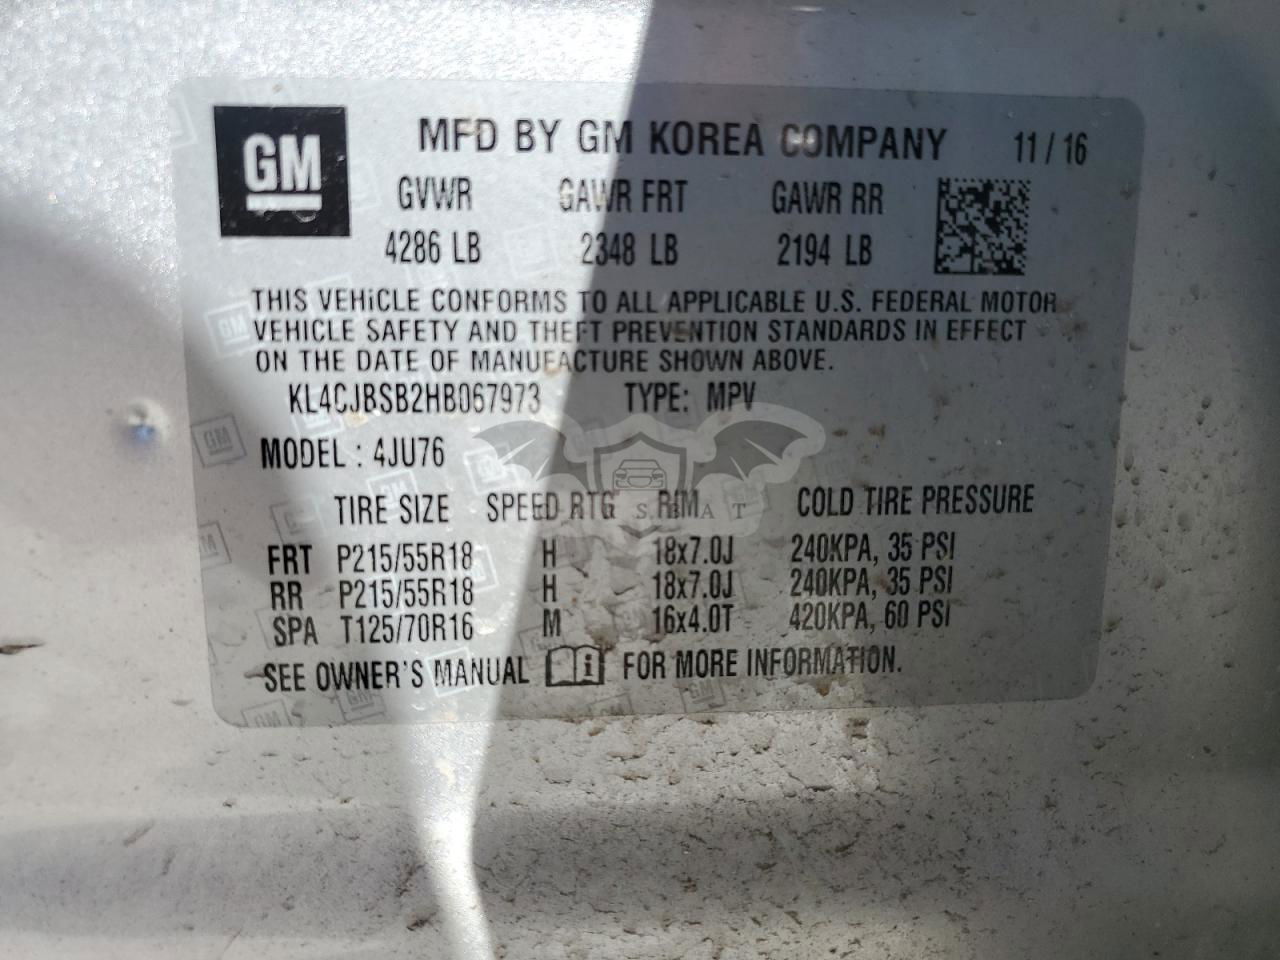 GM MFD BY GM KOREA COMPANY 11 / 16
GVWR GAWR FRT GAWR RR
4286 LB 2348 LB 2194 LB
THIS VEHiCLE CONFORMS TO ALL APPLICABLE U.S. FEDERAL MOTOR
VEHICLE SAFETY AND THEFT PREVENTION STANDARDS IN EFFECT
ON THE DATE OF MANUFACTURE SHOWN ABOVE.
KL4CJBSB2HB067973 TYPE: MPV
MODEL : 4JU76
TIRE SIZE SPEED RTG RIM COLD TIRE PRESSURE
FRT P215/55R18 H 18x7.0J 240KPA, 35 PSI
RR P215/55R18 H 18x7.0J 240KPA, 35 PSI
SPA T125/70R16 M 16x4.0T 420KPA, 60 PSI
SEE OWNER'S MANUAL i FOR MORE INFORMATION.